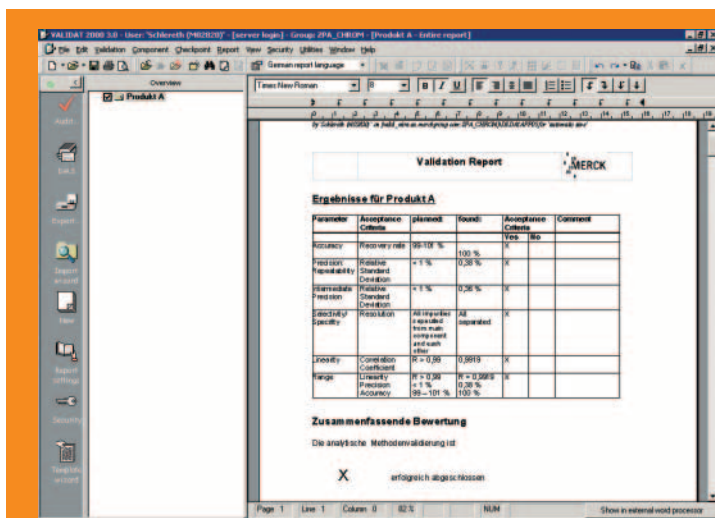 VALIDAT 2000 3.0 - User: 'Schlereth (M82820)' - [server login] - Group: ZPA_CHROM - [Produkt A - Entire report]
File Edit Validation Component Checkpoint Report View Security Utilities Window Help
German report language
Overview
Produkt A
Audit...
Edit...
Export...
Report wizard
New
Report settings
Security
Template wizard
Times New Roman 8 B I U
Validation Report
MERCK
Ergebnisse für Produkt A
Parameter Acceptance Criteria planned: found: Acceptance Criteria Comment
Yes No
Accuracy Recovery rate 99-101 % 100 % X
Precision Repeatability Relative Standard Deviation < 1 % 0,38 % X
Intermediate Precision Relative Standard Deviation < 1 % 0,38 % X
Selectivity/ Resolution All impurities separated from main component and each other All separated X
Linearity Correlation Coefficient R > 0,99 0,9919 X
Range Linearity R > 0,99 R = 0,9919 X
Precision < 1 % 0,38 %
Accuracy 99 – 101 % 100 %
Zusammenfassende Bewertung
Die analytische Methodenvalidierung ist
X erfolgreich abgeschlossen
Page 1 Line 1 Column 0 82% NUM Show in external word processor